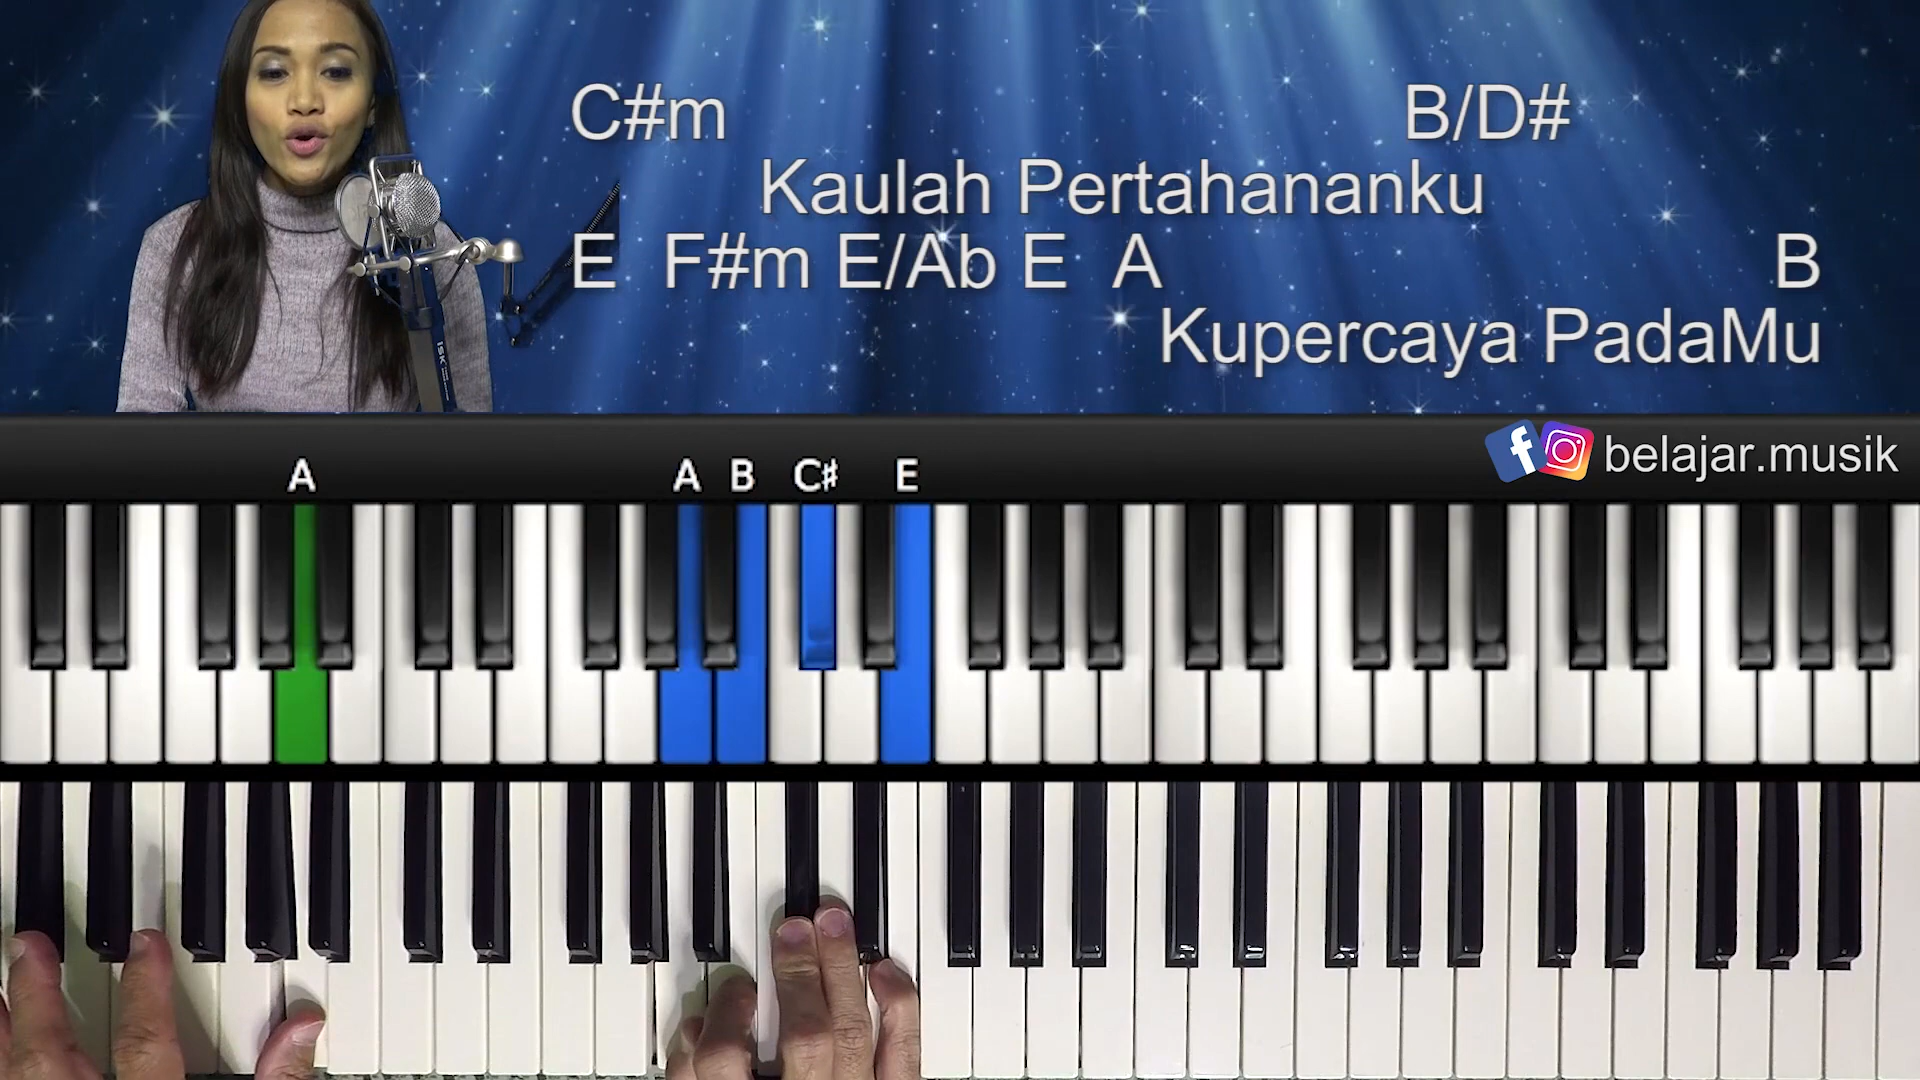 C#m B/D#
Kaulah Pertahananku
E F#m E/Ab E A B
Kupercaya PadaMu
belajar.musik
A A B C♯ E